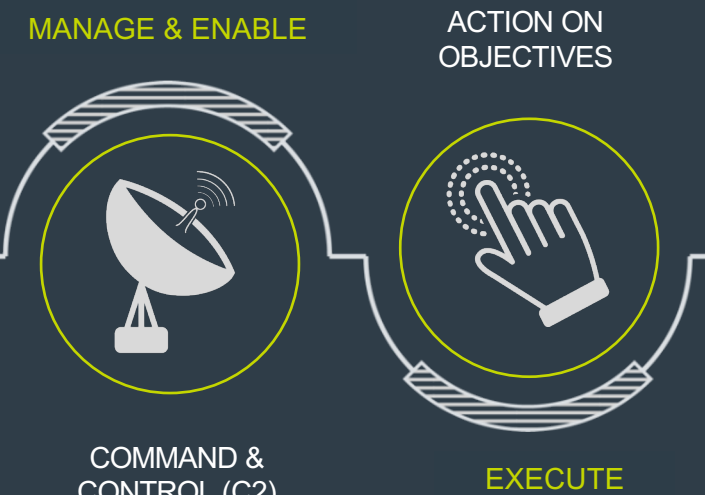 MANAGE & ENABLE
ACTION ON
OBJECTIVES
COMMAND &
CONTROL (C2)
EXECUTE